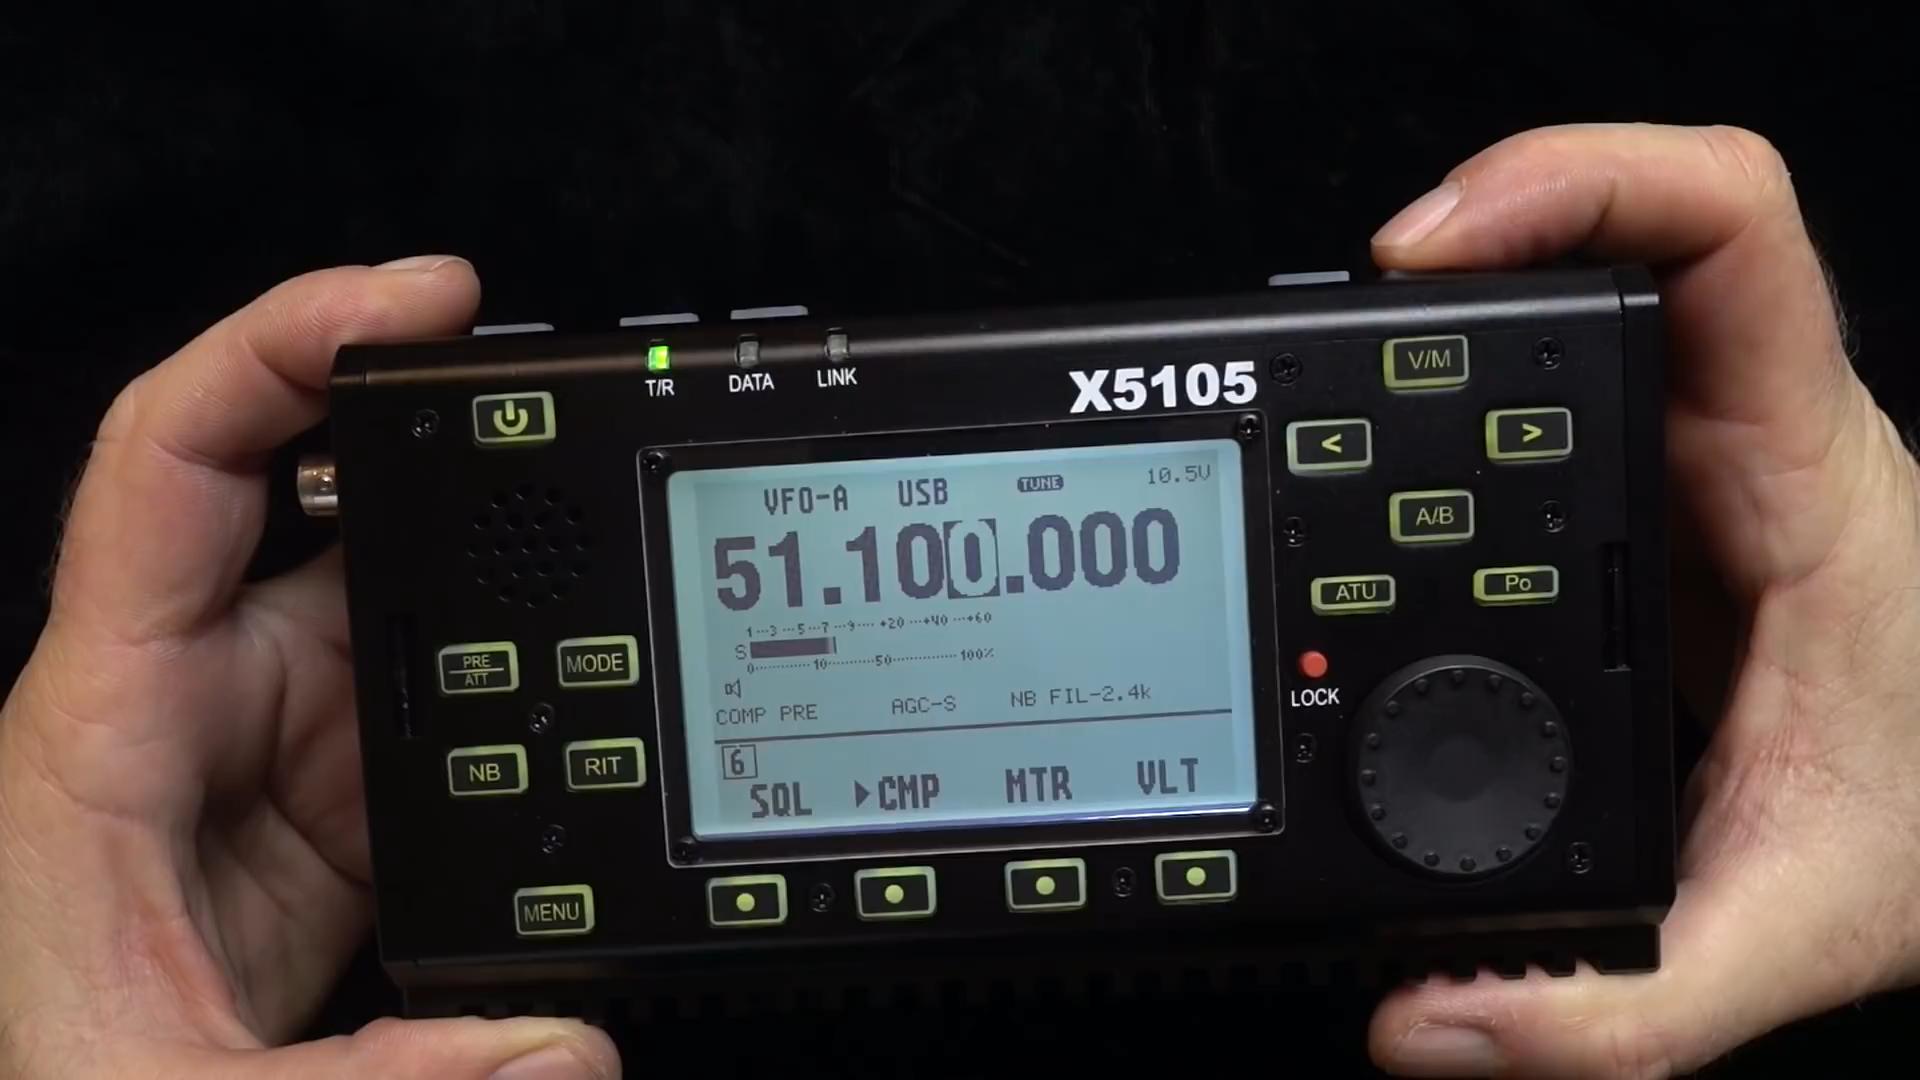 T/R DATA LINK
X5105
V/M
< >
A/B
ATU Po
LOCK
PRE
ATT
MODE
NB RIT
MENU
VFO-A USB TUNE 10.5V
51.100.000
1···3···5···7···9···+20···+40···+60
S
0·······10·······50·······100%
COMP PRE AGC-S NB FIL-2.4k
6
SQL ▶CMP MTR VLT